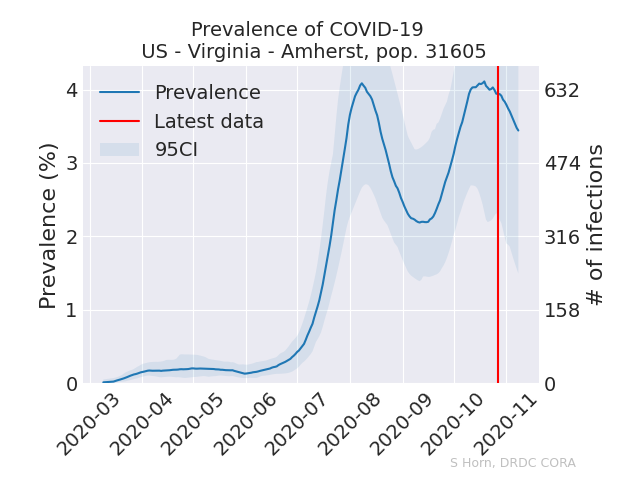 Prevalence of COVID-19
US - Virginia - Amherst, pop. 31605
Prevalence
Latest data
95CI
Prevalence (%)
4
3
2
1
0
632
474
316
158
0
# of infections
2020-03
2020-04
2020-05
2020-06
2020-07
2020-08
2020-09
2020-10
2020-11
S Horn, DRDC CORA